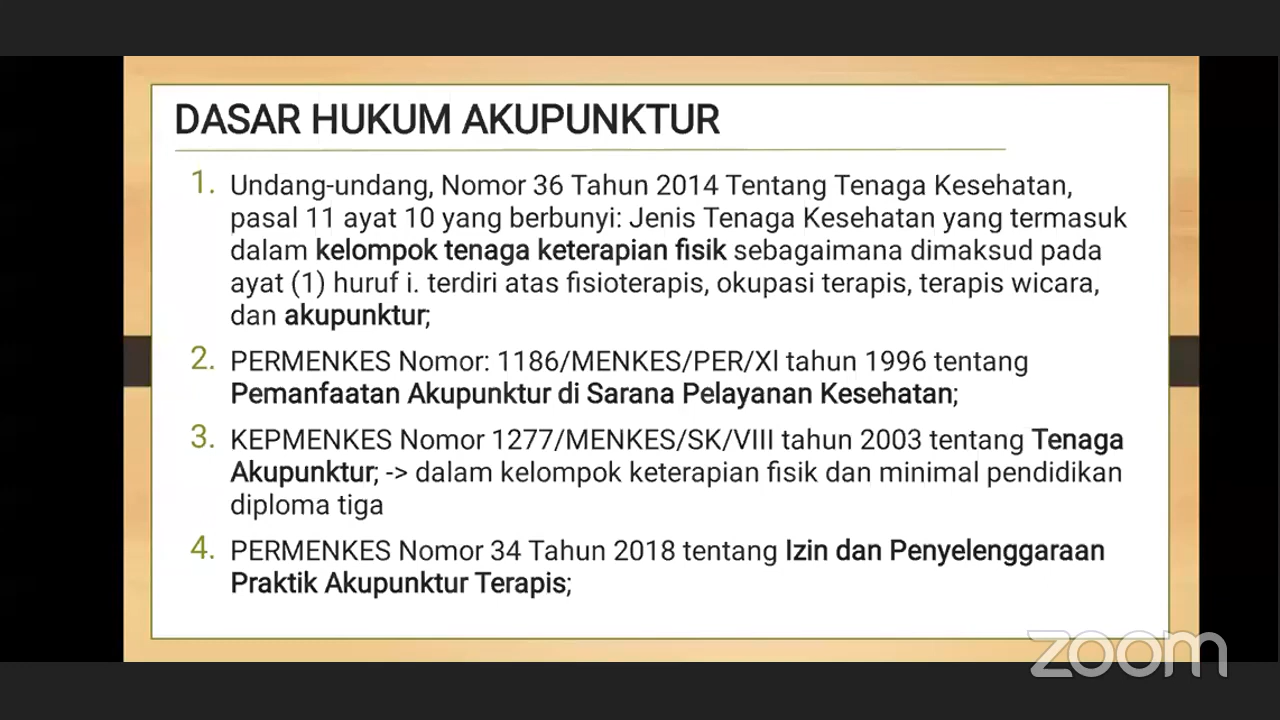 DASAR HUKUM AKUPUNKTUR
1. Undang-undang, Nomor 36 Tahun 2014 Tentang Tenaga Kesehatan,
pasal 11 ayat 10 yang berbunyi: Jenis Tenaga Kesehatan yang termasuk
dalam kelompok tenaga keterapian fisik sebagaimana dimaksud pada
ayat (1) huruf i. terdiri atas fisioterapis, okupasi terapis, terapis wicara,
dan akupunktur;
2. PERMENKES Nomor: 1186/MENKES/PER/Xl tahun 1996 tentang
Pemanfaatan Akupunktur di Sarana Pelayanan Kesehatan;
3. KEPMENKES Nomor 1277/MENKES/SK/VIII tahun 2003 tentang Tenaga
Akupunktur; -> dalam kelompok keterapian fisik dan minimal pendidikan
diploma tiga
4. PERMENKES Nomor 34 Tahun 2018 tentang Izin dan Penyelenggaraan
Praktik Akupunktur Terapis;
zoom